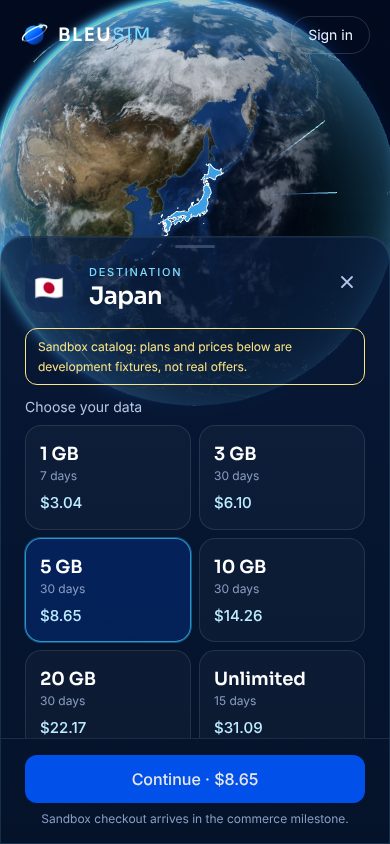 BLEUSIM
Sign in
DESTINATION
Japan
Sandbox catalog: plans and prices below are
development fixtures, not real offers.
Choose your data
1 GB
7 days
$3.04
3 GB
30 days
$6.10
5 GB
30 days
$8.65
10 GB
30 days
$14.26
20 GB
30 days
$22.17
Unlimited
15 days
$31.09
Continue · $8.65
Sandbox checkout arrives in the commerce milestone.